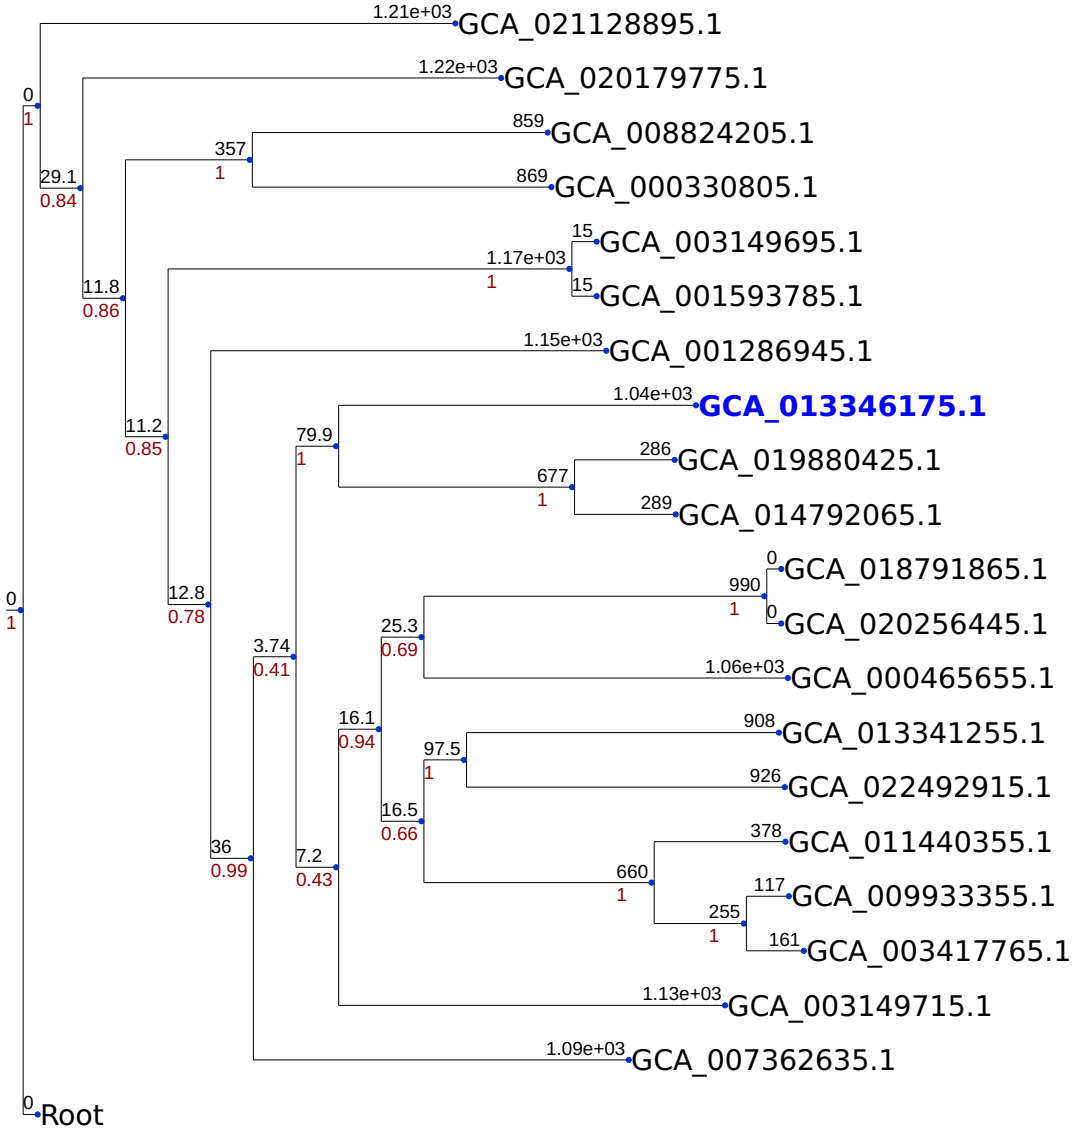 1.21e+03
GCA_021128895.1
1.22e+03
GCA_020179775.1
0
1
859
GCA_008824205.1
357
1
29.1
0.84
869
GCA_000330805.1
15
GCA_003149695.1
1.17e+03
1
11.8
0.86
15
GCA_001593785.1
1.15e+03
GCA_001286945.1
1.04e+03
GCA_013346175.1
11.2
0.85
79.9
1
286
GCA_019880425.1
677
1
289
GCA_014792065.1
0
GCA_018791865.1
990
1
12.8
0.78
0
1
0
GCA_020256445.1
25.3
0.69
3.74
0.41
1.06e+03
GCA_000465655.1
16.1
0.94
908
GCA_013341255.1
97.5
1
926
GCA_022492915.1
16.5
0.66
378
GCA_011440355.1
36
0.99
7.2
0.43
660
1
117
GCA_009933355.1
255
1
161
GCA_003417765.1
1.13e+03
GCA_003149715.1
1.09e+03
GCA_007362635.1
0
Root